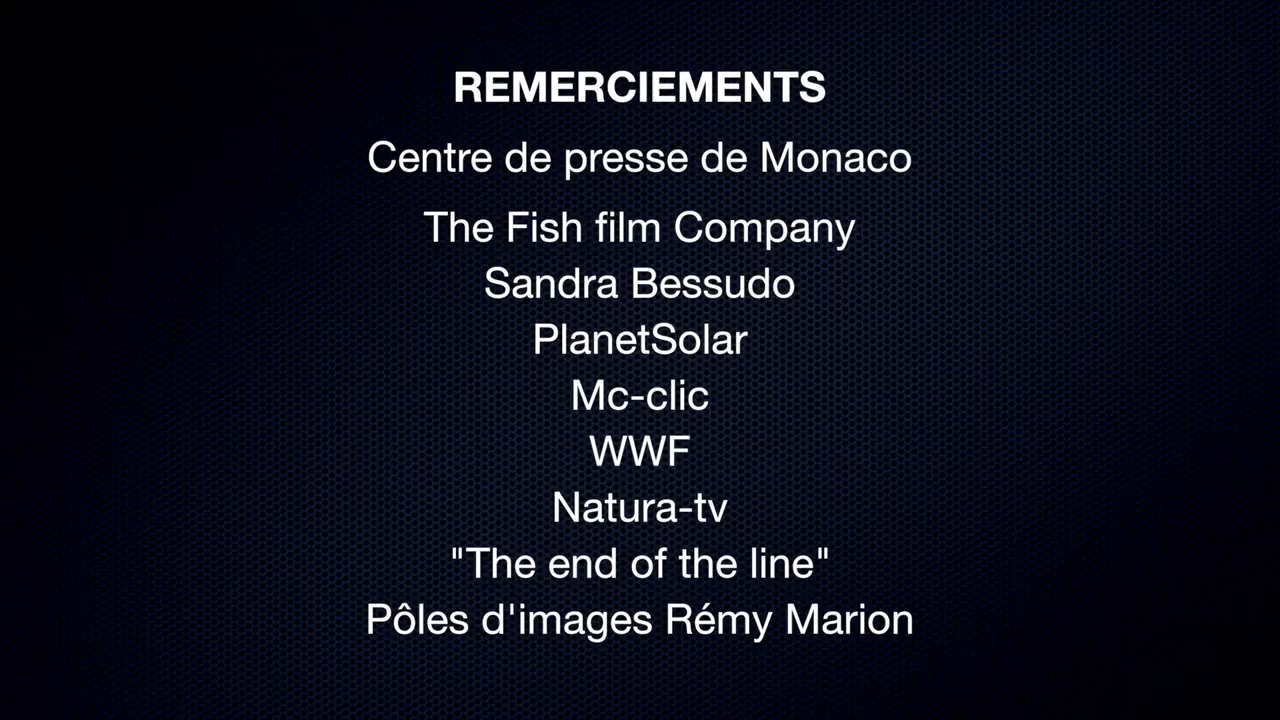 REMERCIEMENTS
Centre de presse de Monaco
The Fish film Company
Sandra Bessudo
PlanetSolar
Mc-clic
WWF
Natura-tv
"The end of the line"
Pôles d'images Rémy Marion